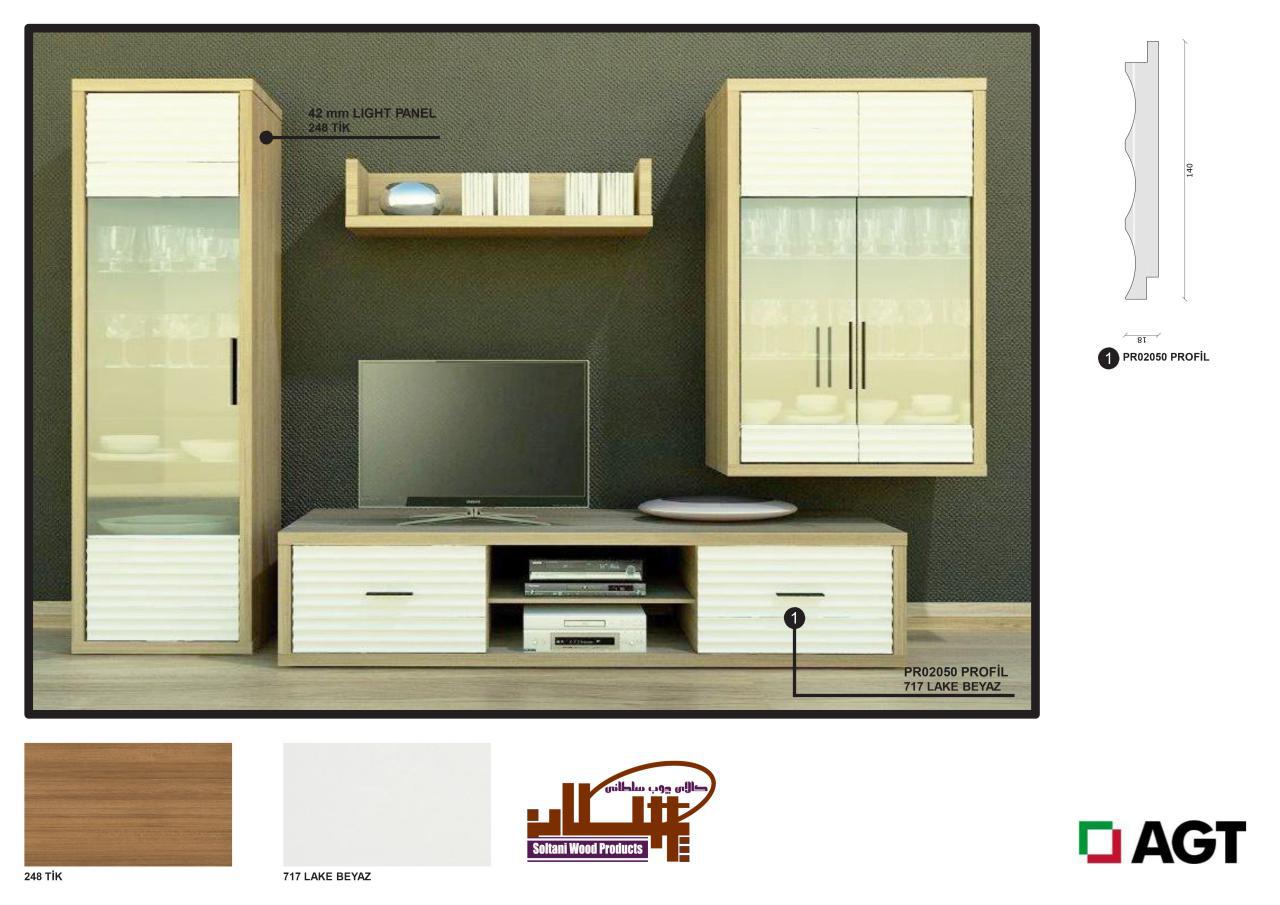 42 mm LIGHT PANEL
248 TİK
140
18
1 PR02050 PROFİL
1
PR02050 PROFİL
717 LAKE BEYAZ
248 TİK
717 LAKE BEYAZ
کالای چوب سلطانی
Soltani Wood Products
AGT